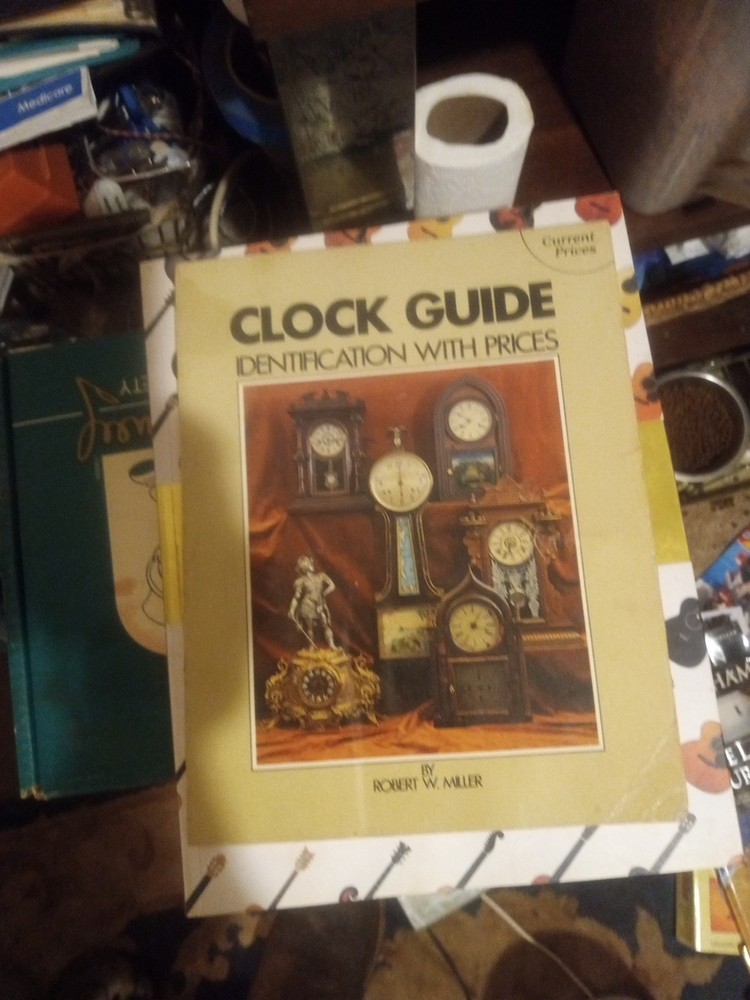 Medicare
Current
Prices
CLOCK GUIDE
IDENTIFICATION WITH PRICES
BY
ROBERT W. MILLER